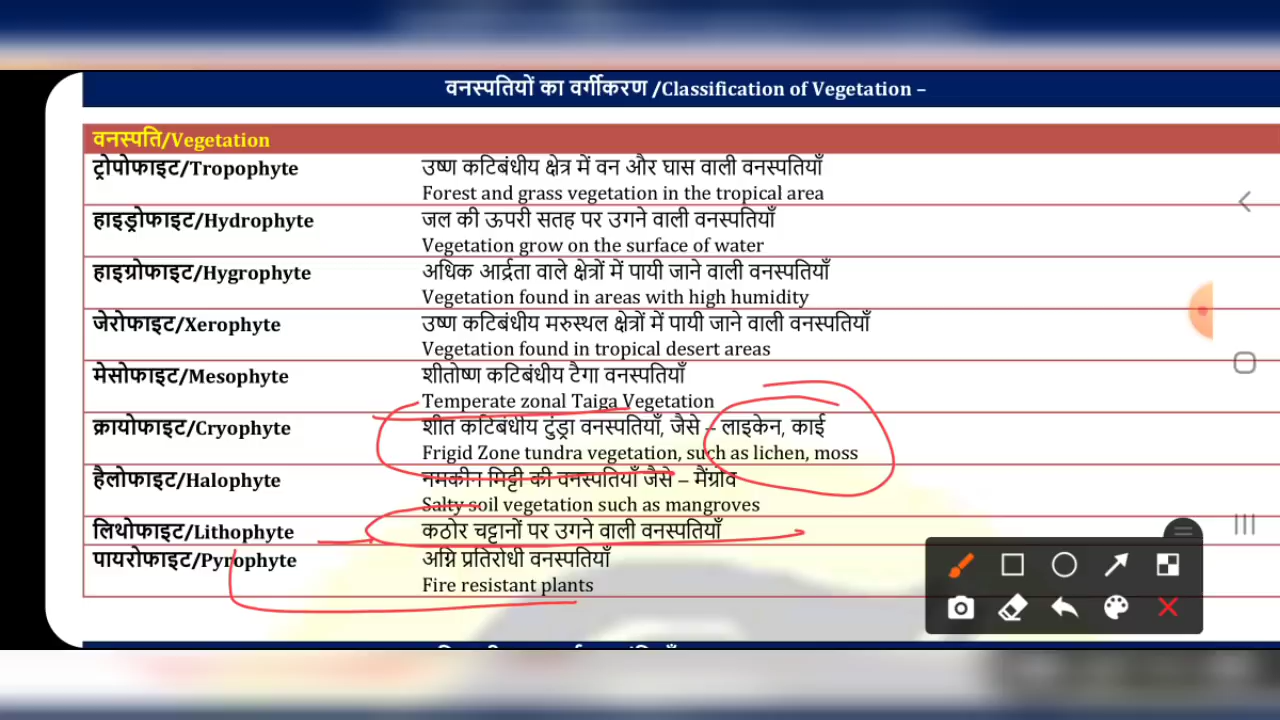 वनस्पतियों का वर्गीकरण /Classification of Vegetation –
वनस्पति/Vegetation
ट्रोपोफाइट/Tropophyte उष्ण कटिबंधीय क्षेत्र में वन और घास वाली वनस्पतियाँ
Forest and grass vegetation in the tropical area
हाइड्रोफाइट/Hydrophyte जल की ऊपरी सतह पर उगने वाली वनस्पतियाँ
Vegetation grow on the surface of water
हाइग्रोफाइट/Hygrophyte अधिक आर्द्रता वाले क्षेत्रों में पायी जाने वाली वनस्पतियाँ
Vegetation found in areas with high humidity
जेरोफाइट/Xerophyte उष्ण कटिबंधीय मरुस्थल क्षेत्रों में पायी जाने वाली वनस्पतियाँ
Vegetation found in tropical desert areas
मेसोफाइट/Mesophyte शीतोष्ण कटिबंधीय टैगा वनस्पतियाँ
Temperate zonal Taiga Vegetation
क्रायोफाइट/Cryophyte शीत कटिबंधीय टुंड्रा वनस्पतियाँ, जैसे – लाइकेन, काई
Frigid Zone tundra vegetation, such as lichen, moss
हैलोफाइट/Halophyte नमकीन मिट्टी की वनस्पतियाँ जैसे – मैंग्रोव
Salty soil vegetation such as mangroves
लिथोफाइट/Lithophyte कठोर चट्टानों पर उगने वाली वनस्पतियाँ
पायरोफाइट/Pyrophyte अग्नि प्रतिरोधी वनस्पतियाँ
Fire resistant plants